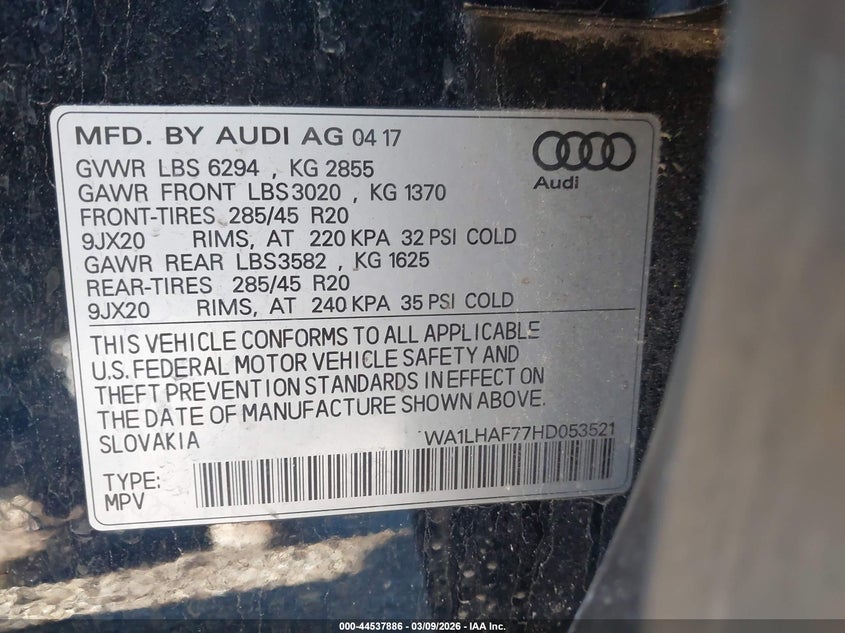 MFD. BY AUDI AG 04 17
GVWR LBS 6294 , KG 2855
GAWR FRONT LBS3020 , KG 1370
FRONT-TIRES 285/45 R20
9JX20 RIMS, AT 220 KPA 32 PSI COLD
GAWR REAR LBS3582 , KG 1625
REAR-TIRES 285/45 R20
9JX20 RIMS, AT 240 KPA 35 PSI COLD
Audi
THIS VEHICLE CONFORMS TO ALL APPLICABLE
U.S. FEDERAL MOTOR VEHICLE SAFETY AND
THEFT PREVENTION STANDARDS IN EFFECT ON
THE DATE OF MANUFACTURE SHOWN ABOVE.
SLOVAKIA WA1LHAF77HD053521
TYPE:
MPV
000-44537886 - 03/09/2026 - IAA Inc.